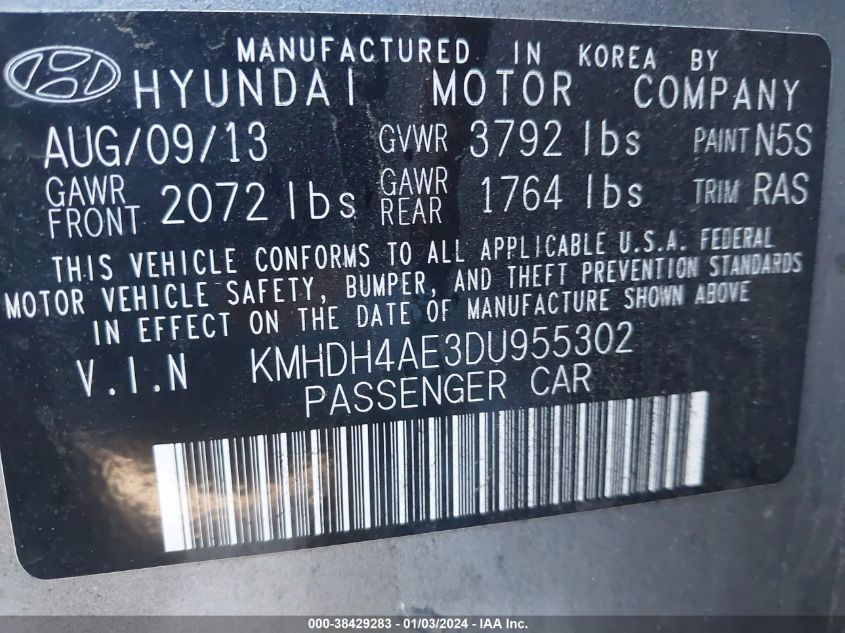 MANUFACTURED IN KOREA BY
HYUNDAI MOTOR COMPANY
AUG/09/13 GVWR 3792 lbs PAINT N5S
GAWR FRONT 2072 lbs GAWR REAR 1764 lbs TRIM RAS
THIS VEHICLE CONFORMS TO ALL APPLICABLE U.S.A. FEDERAL
MOTOR VEHICLE SAFETY, BUMPER, AND THEFT PREVENTION STANDARDS
IN EFFECT ON THE DATE OF MANUFACTURE SHOWN ABOVE
V.I.N KMHDH4AE3DU955302
PASSENGER CAR
000-38429283 - 01/03/2024 - IAA Inc.